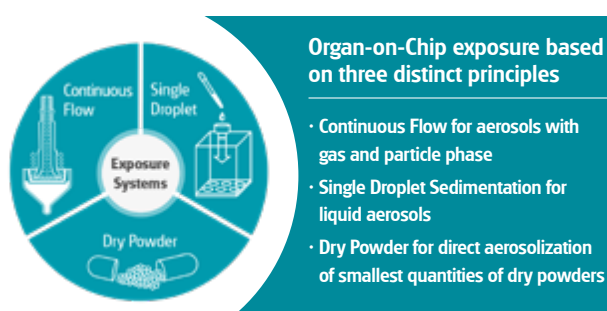 Continuous
Flow
Single
Droplet
Exposure
Systems
Dry Powder
Organ-on-Chip exposure based
on three distinct principles
· Continuous Flow for aerosols with
gas and particle phase
· Single Droplet Sedimentation for
liquid aerosols
· Dry Powder for direct aerosolization
of smallest quantities of dry powders